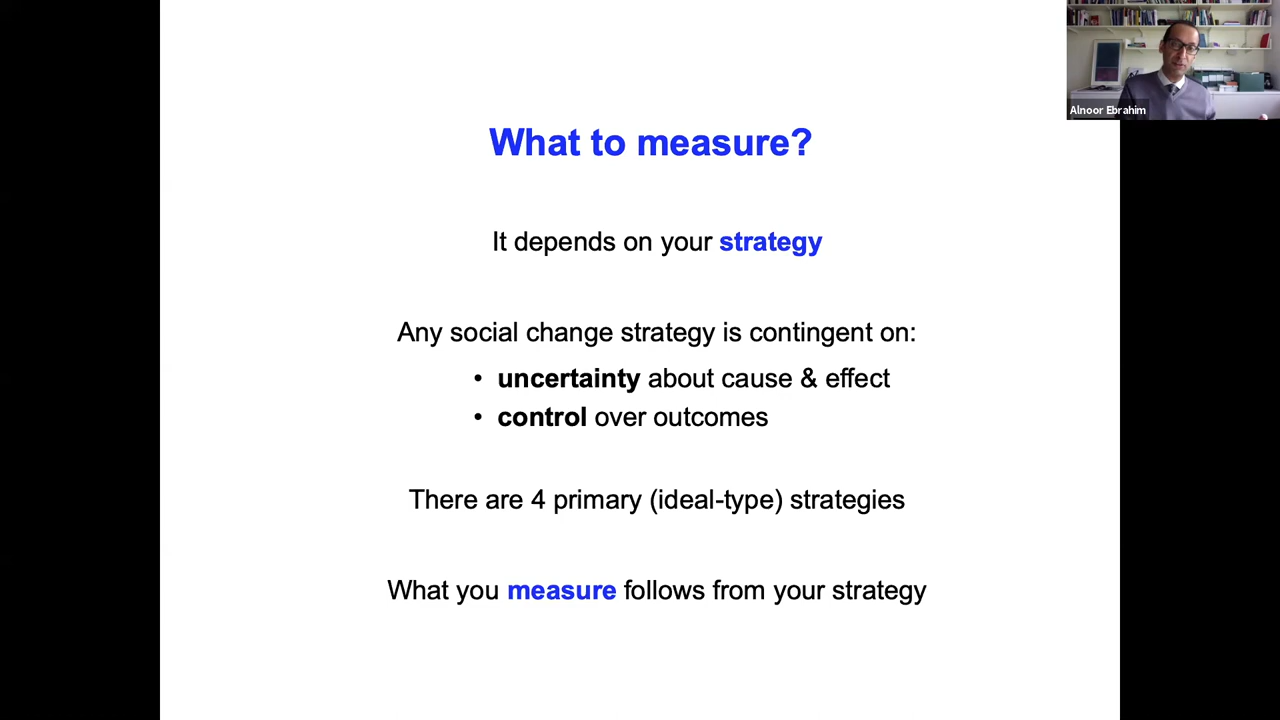 Alnoor Ebrahim
What to measure?
It depends on your strategy
Any social change strategy is contingent on:
• uncertainty about cause & effect
• control over outcomes
There are 4 primary (ideal-type) strategies
What you measure follows from your strategy